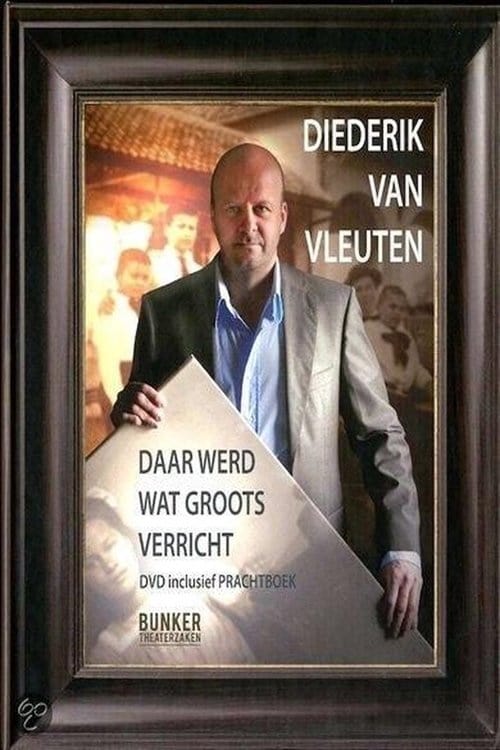 DIEDERIK
VAN
VLEUTEN
DAAR WERD
WAT GROOTS
VERRICHT
DVD inclusief PRACHTBOEK
BUNKER
THEATERZAKEN